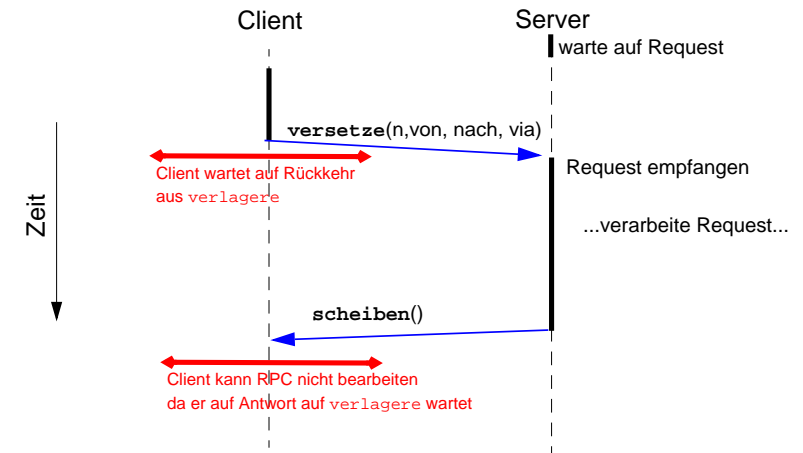 Client
Server
warte auf Request
versetze(n,von, nach, via)
Client wartet auf Rückkehr
aus verlagere
Request empfangen
Zeit
...verarbeite Request...
scheiben()
Client kann RPC nicht bearbeiten
da er auf Antwort auf verlagere wartet